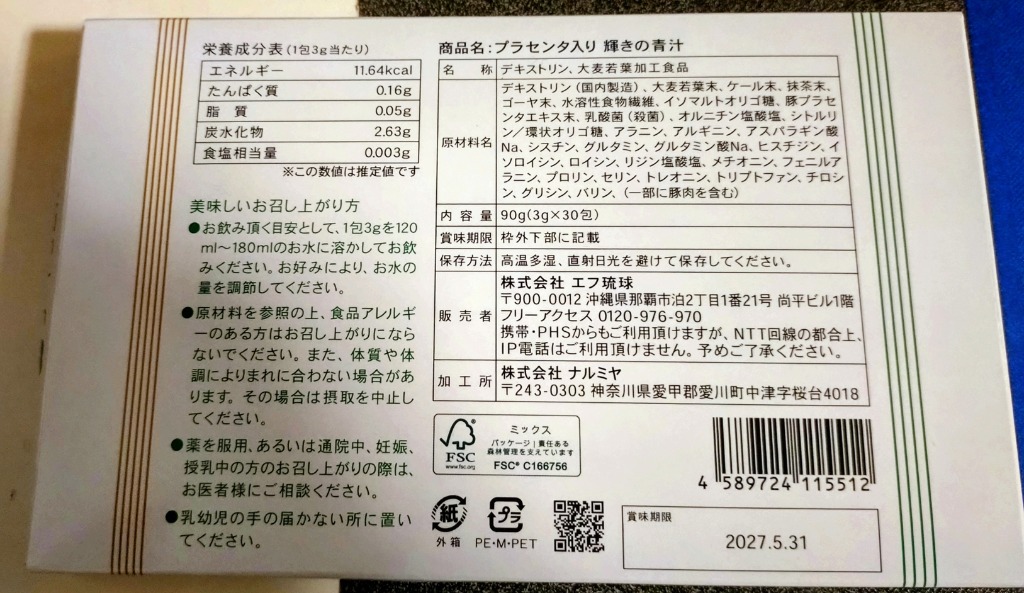 栄養成分表(1包3g当たり)
エネルギー 11.64kcal
たんぱく質 0.16g
脂 質 0.05g
炭水化物 2.63g
食塩相当量 0.003g
※この数値は推定値です
美味しいお召し上がり方
●お飲み頂く目安として、1包3gを120
ml〜180mlのお水に溶かしてお飲
みください。お好みにより、お水の
量を調節してください。
●原材料を参照の上、食品アレルギ
ーのある方はお召し上がりになら
ないでください。また、体質や体
調によりまれに合わない場合があ
ります。その場合は摂取を中止し
てください。
●薬を服用、あるいは通院中、妊娠、
授乳中の方のお召し上がりの際は、
お医者様にご相談ください。
●乳幼児の手の届かない所に置い
てください。
商品名:プラセンタ入り 輝きの青汁
名 称 デキストリン、大麦若葉加工食品
原材料名
デキストリン(国内製造)、大麦若葉末、ケール末、抹茶末、
ゴーヤ末、水溶性食物繊維、イソマルトオリゴ糖、豚プラセ
ンタエキス末、乳酸菌(殺菌)、オルニチン塩酸塩、シトルリ
ン/環状オリゴ糖、アラニン、アルギニン、アスパラギン酸
Na、シスチン、グルタミン、グルタミン酸Na、ヒスチジン、イ
ソロイシン、ロイシン、リジン塩酸塩、メチオニン、フェニルア
ラニン、プロリン、セリン、トレオニン、トリプトファン、チロシ
ン、グリシン、バリン、(一部に豚肉を含む)
内 容 量 90g(3g×30包)
賞味期限 枠外下部に記載
保存方法 高温多湿、直射日光を避けて保存してください。
販 売 者
株式会社 エフ琉球
〒900-0012 沖縄県那覇市泊2丁目1番21号 尚平ビル1階
フリーアクセス 0120-976-970
携帯・PHSからもご利用頂けますが、NTT回線の都合上、
IP電話はご利用頂けません。予めご了承ください。
加 工 所
株式会社 ナルミヤ
〒243-0303 神奈川県愛甲郡愛川町中津字桜台4018
FSC
www.fsc.org
ミックス
パッケージ|責任ある
森林管理を支えています
FSC® C166756
4 589724 115512
紙
外箱
プラ
PE・M・PET
賞味期限
2027.5.31